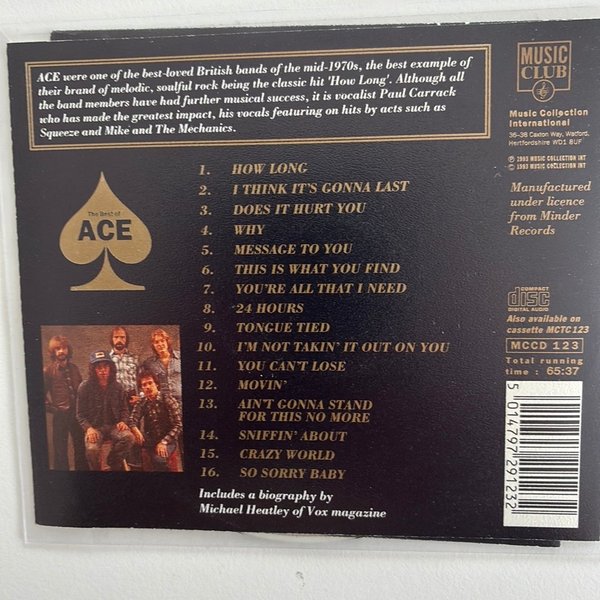 ACE were one of the best-loved British bands of the mid-1970s, the best example of
their brand of melodic, soulful rock being the classic hit 'How Long'. Although all
the band members have had further musical success, it is vocalist Paul Carrack
who has made the greatest impact, his vocals featuring on hits by acts such as
Squeeze and Mike and The Mechanics.
The Best of
ACE
1. HOW LONG
2. I THINK IT'S GONNA LAST
3. DOES IT HURT YOU
4. WHY
5. MESSAGE TO YOU
6. THIS IS WHAT YOU FIND
7. YOU'RE ALL THAT I NEED
8. 24 HOURS
9. TONGUE TIED
10. I'M NOT TAKIN' IT OUT ON YOU
11. YOU CAN'T LOSE
12. MOVIN'
13. AIN'T GONNA STAND
FOR THIS NO MORE
14. SNIFFIN' ABOUT
15. CRAZY WORLD
16. SO SORRY BABY
Includes a biography by
Michael Heatley of Vox magazine
MUSIC
CLUB
Music Collection
International
36-38 Caxton Way, Watford,
Hertfordshire WD1 8UF
℗ 1993 MUSIC COLLECTION INT
© 1993 MUSIC COLLECTION INT
Manufactured
under licence
from Minder
Records
COMPACT
disc
DIGITAL AUDIO
Also available on
cassette MCTC 123
MCCD 123
Total running
time : 65:37
5 014797 291232